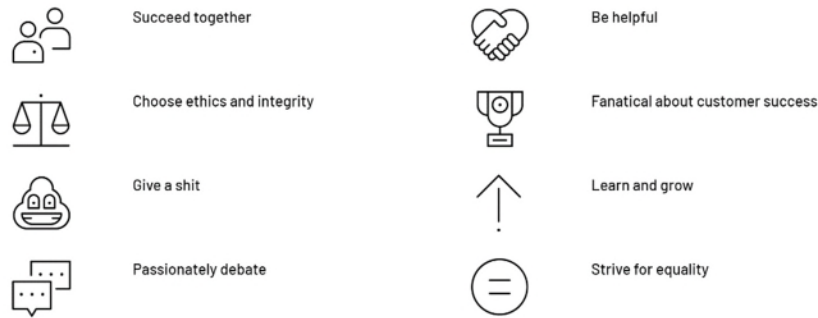 Succeed together
Be helpful
Choose ethics and integrity
Fanatical about customer success
Give a shit
Learn and grow
Passionately debate
Strive for equality